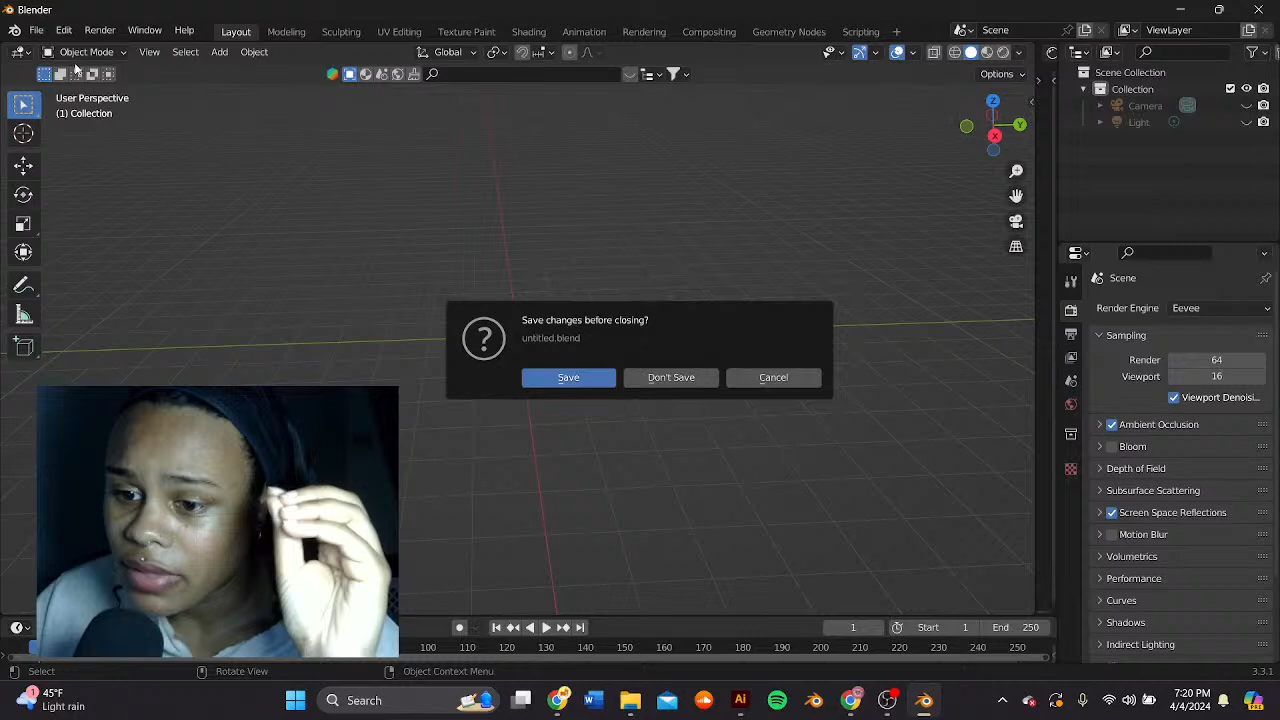 Blender
File Edit Render Window Help
Layout Modeling Sculpting UV Editing Texture Paint Shading Animation Rendering Compositing Geometry Nodes Scripting +
Scene
ViewLayer
Object Mode View Select Add Object
Global
Options
User Perspective
(1) Collection
Z
Y
X
Scene Collection
Collection
Camera
Light
Save changes before closing?
untitled.blend
Save Don't Save Cancel
Scene
Render Engine Eevee
Sampling
Render 64
Viewport 16
Viewport Denoisi...
Ambient Occlusion
Bloom
Depth of Field
Subsurface Scattering
Screen Space Reflections
Motion Blur
Volumetrics
Performance
Curves
Shadows
Indirect Lighting
1 Start 1 End 250
100 110 120 130 140 150 160 170 180 190 200 210 220 230 240 250
Select Rotate View Object Context Menu 3.3.1
1
45°F
Light rain
Search
7:20 PM
4/4/2024